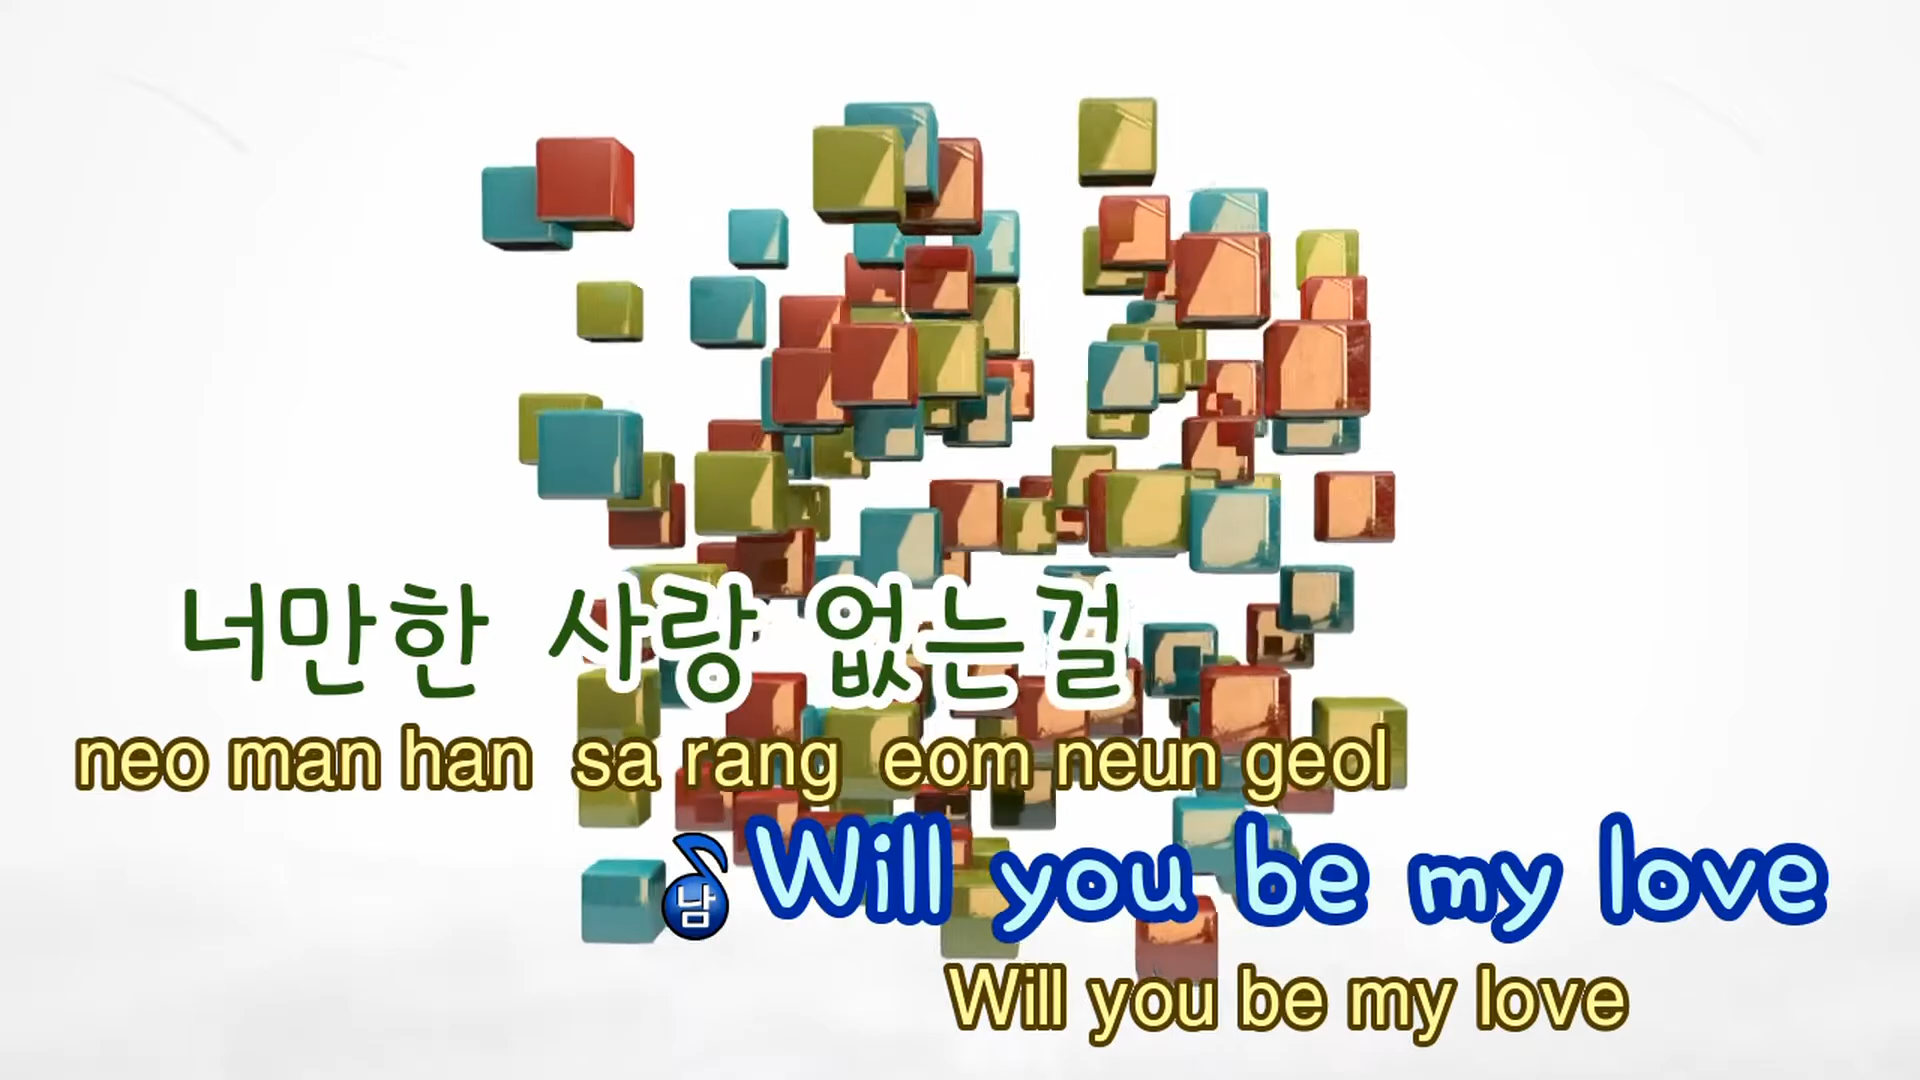 너만한 사랑 없는걸
neo man han sa rang eom neun geol
남 Will you be my love
Will you be my love